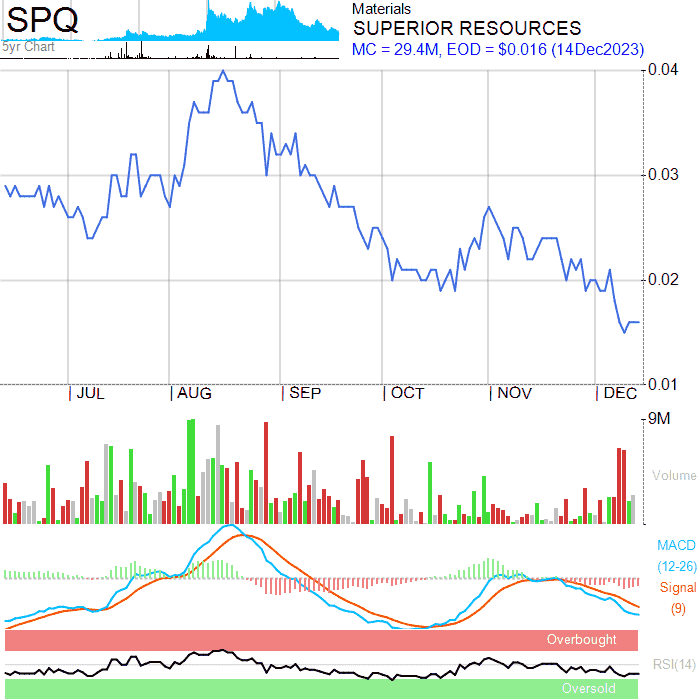 SPQ
5yr Chart
Materials
SUPERIOR RESOURCES
MC = 29.4M, EOD = $0.016 (14Dec2023)
0.04
0.03
0.02
0.01
JUL
AUG
SEP
OCT
NOV
DEC
9M
Volume
MACD
(12-26)
Signal
(9)
Overbought
RSI(14)
Oversold